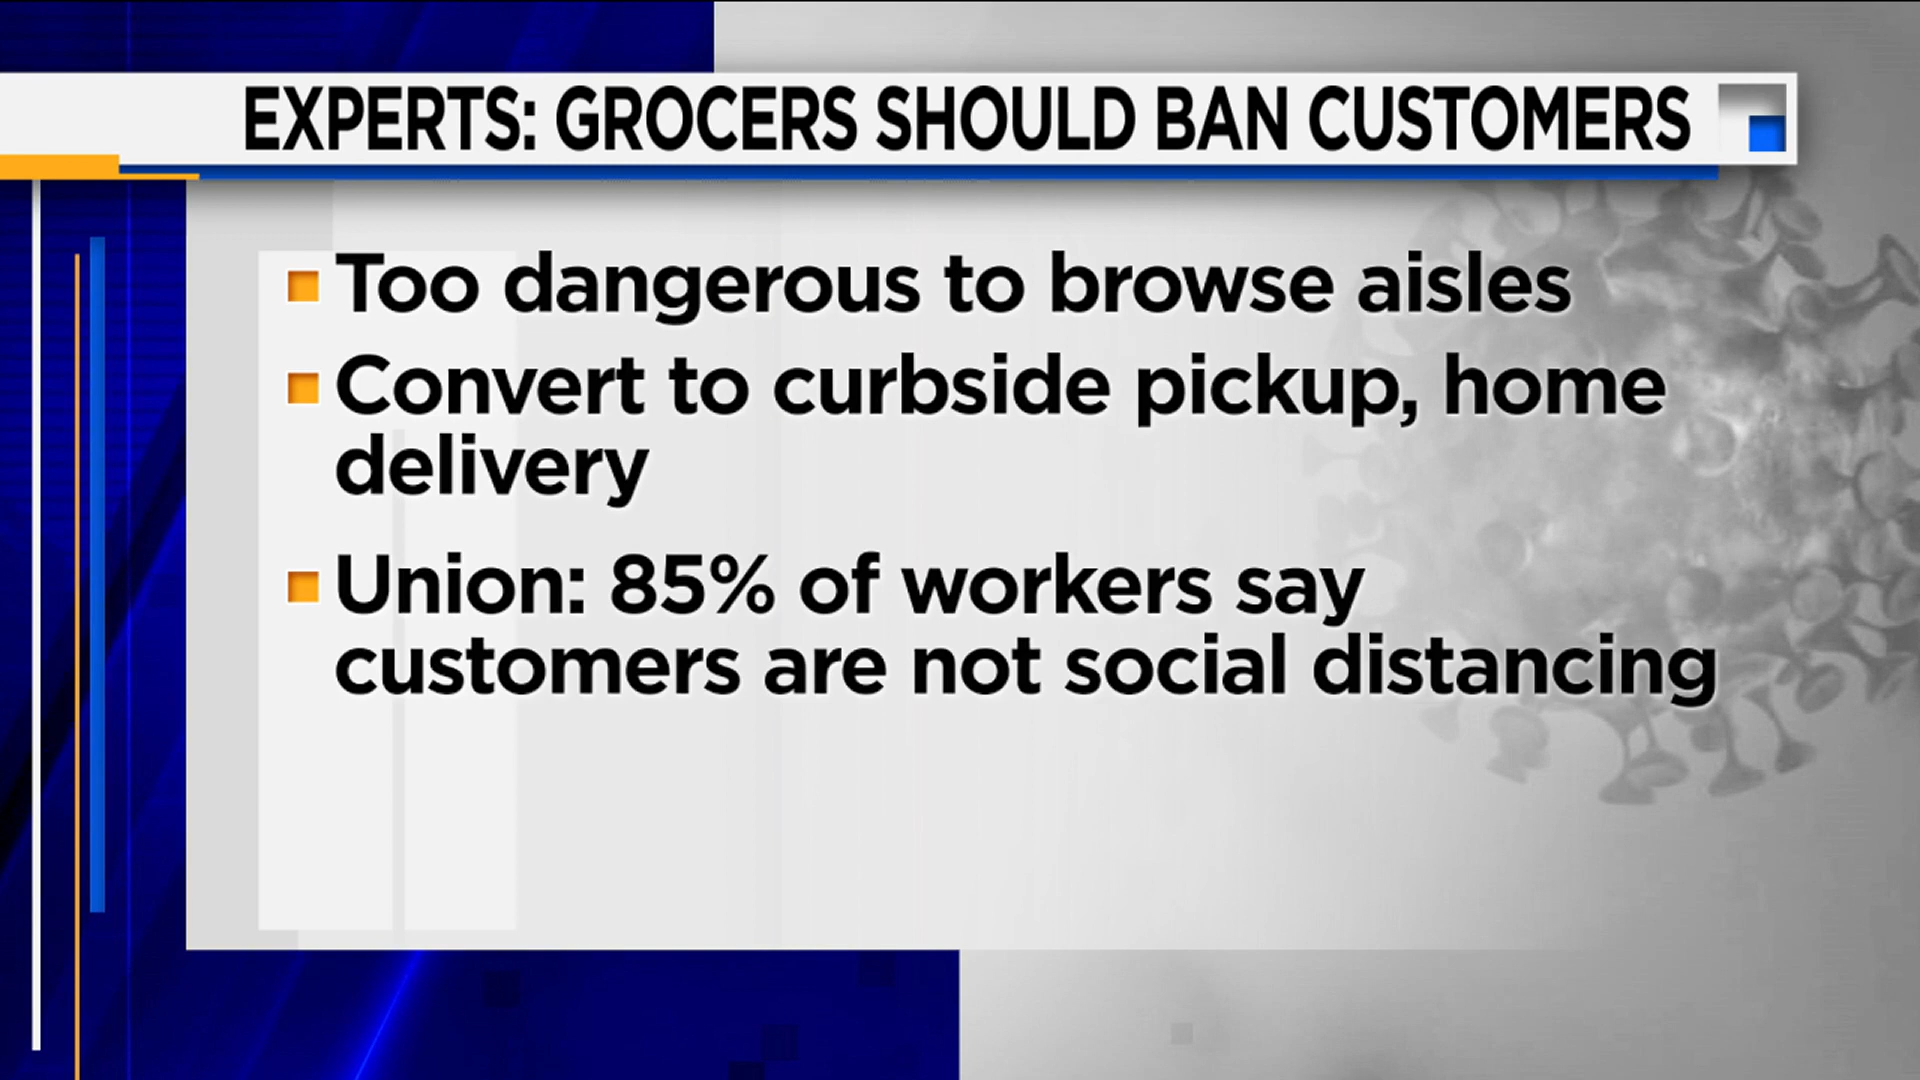 EXPERTS: GROCERS SHOULD BAN CUSTOMERS
Too dangerous to browse aisles
Convert to curbside pickup, home
delivery
Union: 85% of workers say
customers are not social distancing